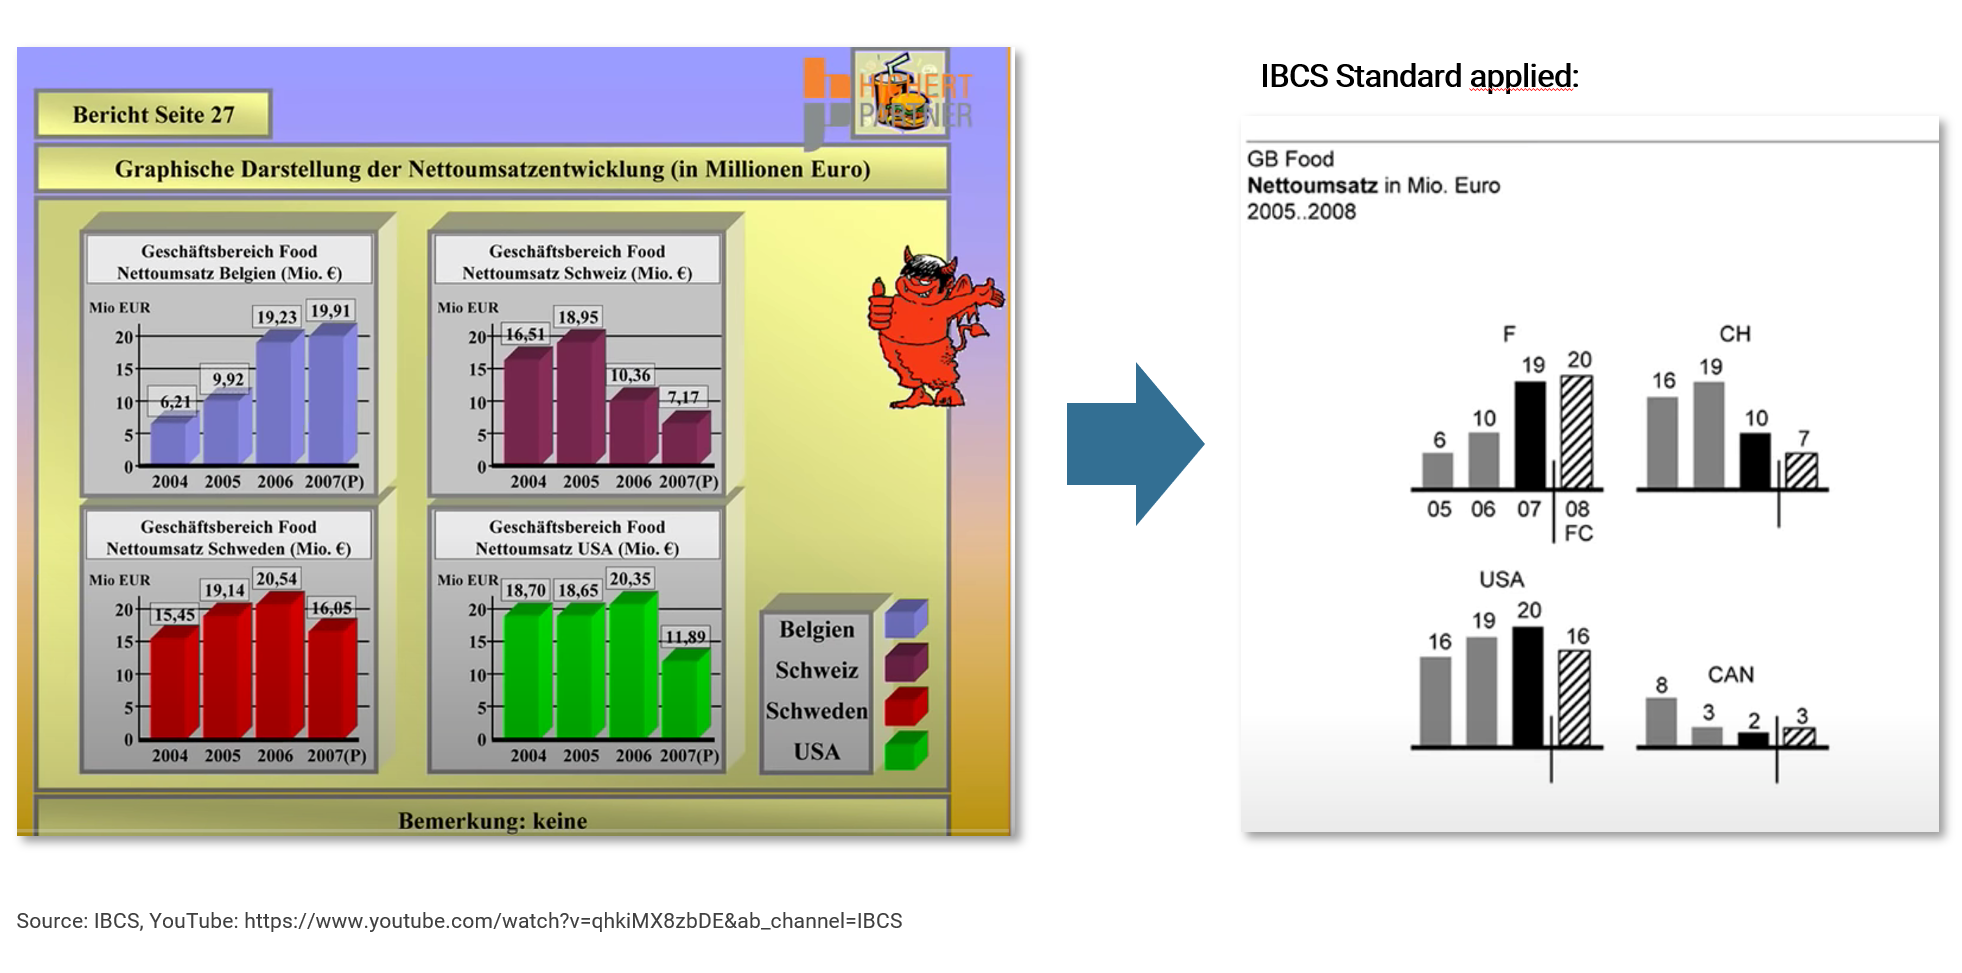 IBCS Standard applied:
Bericht Seite 27
HICHERT
PARTNER
Graphische Darstellung der Nettoumsatzentwicklung (in Millionen Euro)
Geschäftsbereich Food
Nettoumsatz Belgien (Mio. €)
Mio EUR
6,21
9,92
19,23
19,91
20
15
10
5
0
2004 2005 2006 2007(P)
Geschäftsbereich Food
Nettoumsatz Schweiz (Mio. €)
Mio EUR
16,51
18,95
10,36
7,17
20
15
10
5
0
2004 2005 2006 2007(P)
Geschäftsbereich Food
Nettoumsatz Schweden (Mio. €)
Mio EUR
15,45
19,14
20,54
16,05
20
15
10
5
0
2004 2005 2006 2007(P)
Geschäftsbereich Food
Nettoumsatz USA (Mio. €)
Mio EUR
18,70
18,65
20,35
11,89
20
15
10
5
0
2004 2005 2006 2007(P)
Belgien
Schweiz
Schweden
USA
Bemerkung: keine
GB Food
Nettoumsatz in Mio. Euro
2005..2008
F
6
10
19
20
05 06 07 08
FC
CH
16
19
10
7
USA
16
19
20
16
CAN
8
3
2
3
Source: IBCS, YouTube: https://www.youtube.com/watch?v=qhkiMX8zbDE&ab_channel=IBCS